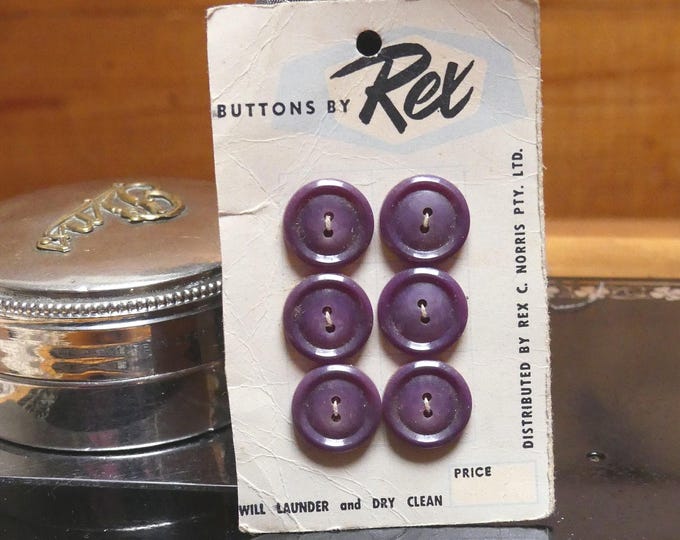 BUTTONS BY Rex
DISTRIBUTED BY REX C. NORRIS PTY. LTD.
PRICE
WILL LAUNDER and DRY CLEAN